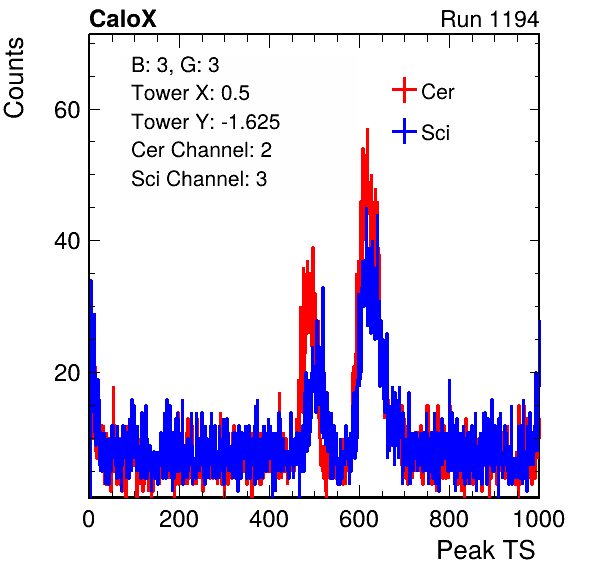 CaloX Run 1194
Counts
B: 3, G: 3
Tower X: 0.5
Tower Y: -1.625
Cer Channel: 2
Sci Channel: 3
Cer
Sci
60
40
20
0 200 400 600 800 1000
Peak TS